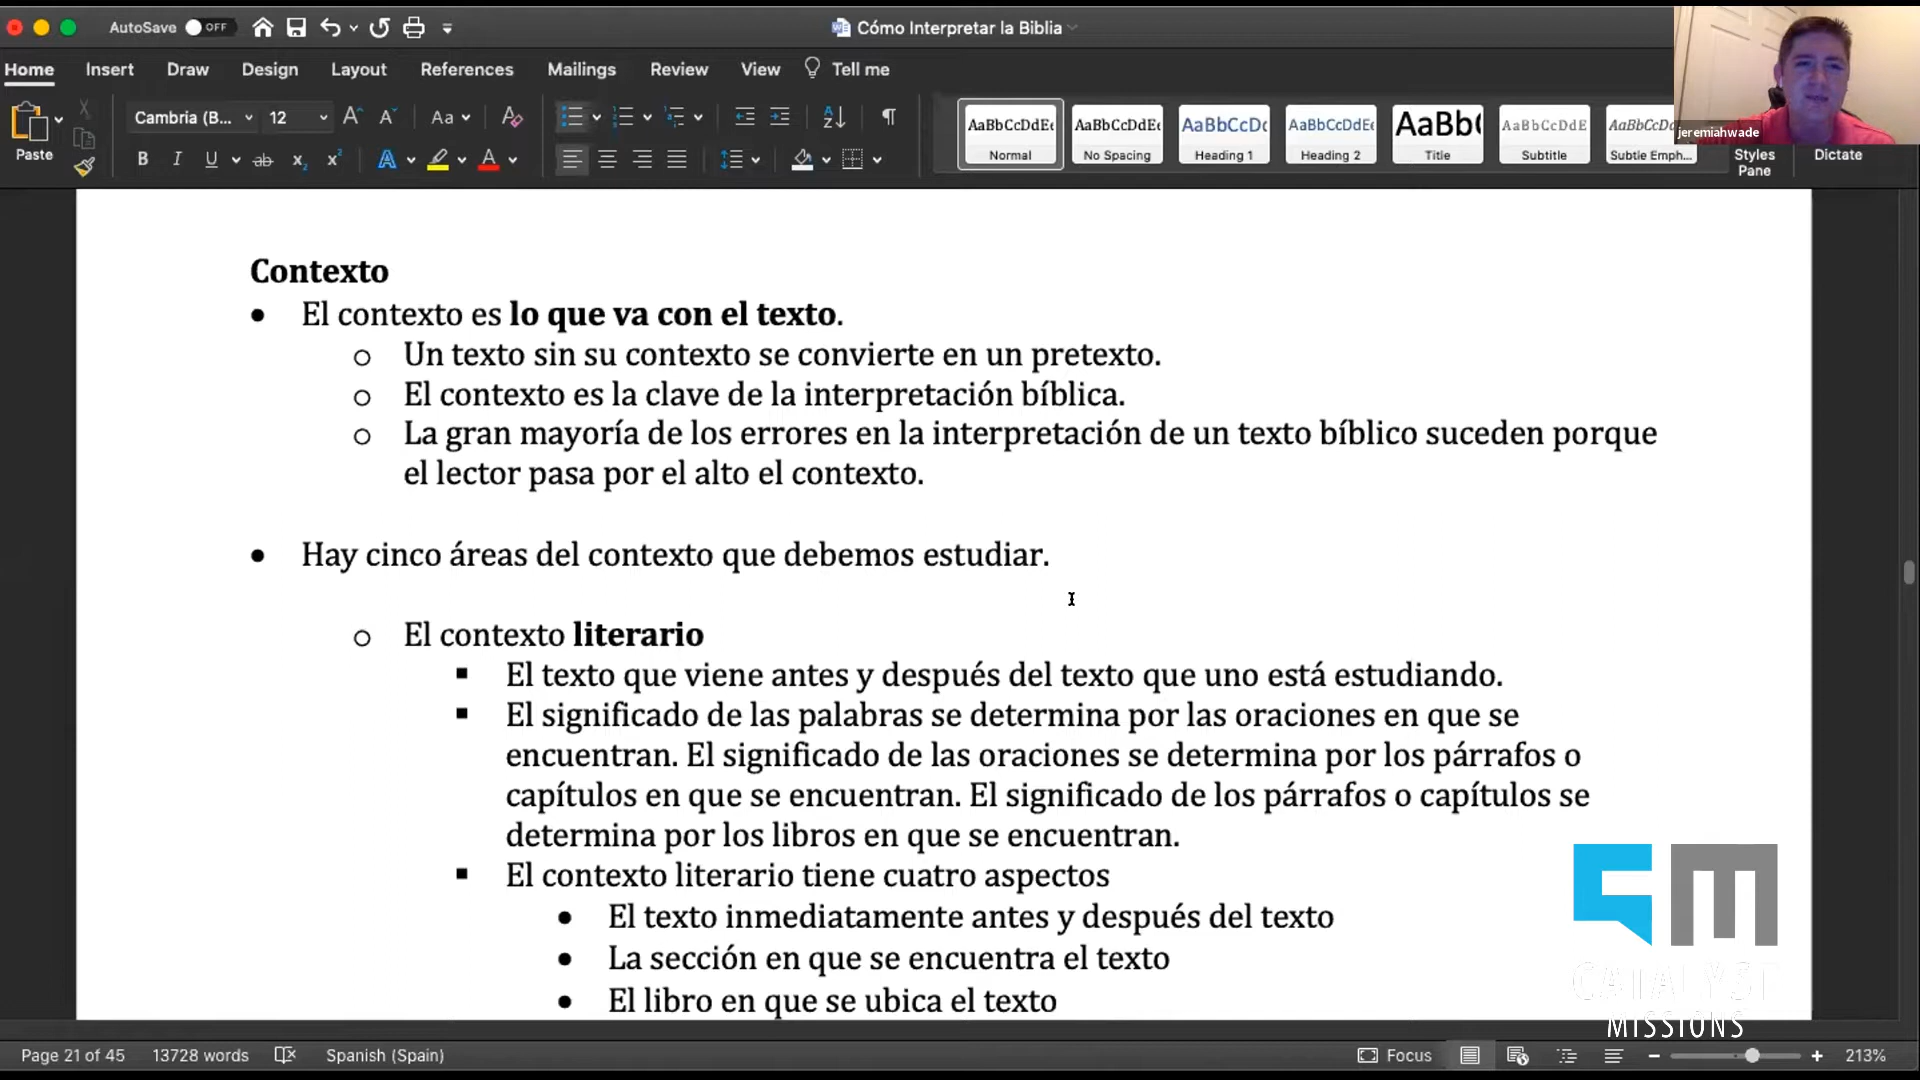 AutoSave OFF
Cómo Interpretar la Biblia
Home Insert Draw Design Layout References Mailings Review View Tell me
Paste
Cambria (B... 12
AaBbCcDdEe AaBbCcDdEe AaBbCcDc AaBbCcDdEe AaBb( AaBbCcDdE AaBbCcDc
Normal No Spacing Heading 1 Heading 2 Title Subtitle Subtle Emph...
Styles Pane
Dictate
jeremiahwade
Contexto
• El contexto es lo que va con el texto.
o Un texto sin su contexto se convierte en un pretexto.
o El contexto es la clave de la interpretación bíblica.
o La gran mayoría de los errores en la interpretación de un texto bíblico suceden porque
el lector pasa por el alto el contexto.
• Hay cinco áreas del contexto que debemos estudiar.
o El contexto literario
▪ El texto que viene antes y después del texto que uno está estudiando.
▪ El significado de las palabras se determina por las oraciones en que se
encuentran. El significado de las oraciones se determina por los párrafos o
capítulos en que se encuentran. El significado de los párrafos o capítulos se
determina por los libros en que se encuentran.
▪ El contexto literario tiene cuatro aspectos
• El texto inmediatamente antes y después del texto
• La sección en que se encuentra el texto
• El libro en que se ubica el texto
CATALYST
MISSIONS
Page 21 of 45 13728 words Spanish (Spain) Focus 213%